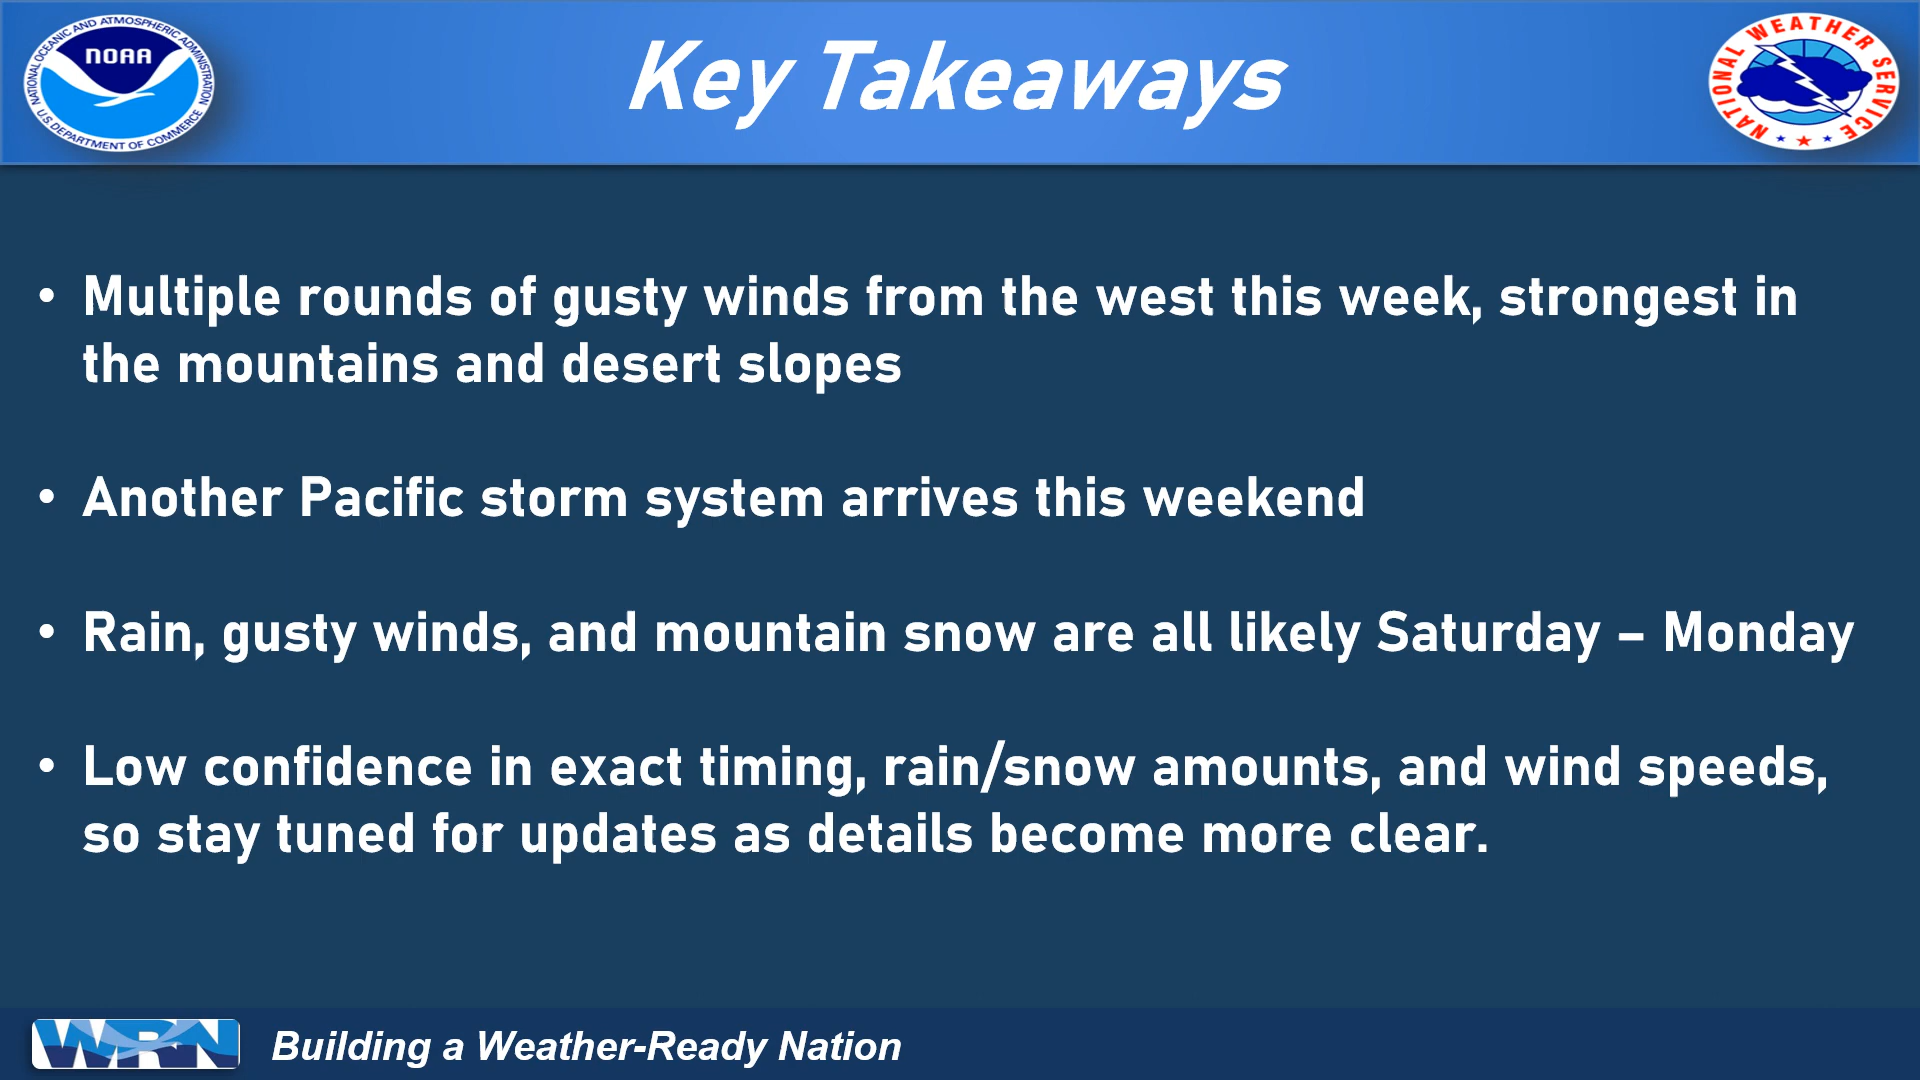 NOAA
NATIONAL OCEANIC AND ATMOSPHERIC ADMINISTRATION
U.S. DEPARTMENT OF COMMERCE
Key Takeaways
NATIONAL WEATHER SERVICE
• Multiple rounds of gusty winds from the west this week, strongest in
the mountains and desert slopes
• Another Pacific storm system arrives this weekend
• Rain, gusty winds, and mountain snow are all likely Saturday – Monday
• Low confidence in exact timing, rain/snow amounts, and wind speeds,
so stay tuned for updates as details become more clear.
WRN
Building a Weather-Ready Nation